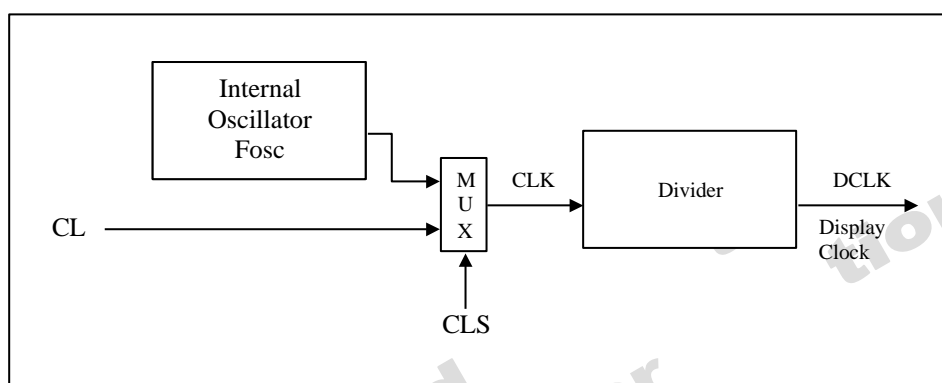 Internal
Oscillator
Fosc
M
U
X
CL
CLK
Divider
DCLK
Display
Clock
CLS